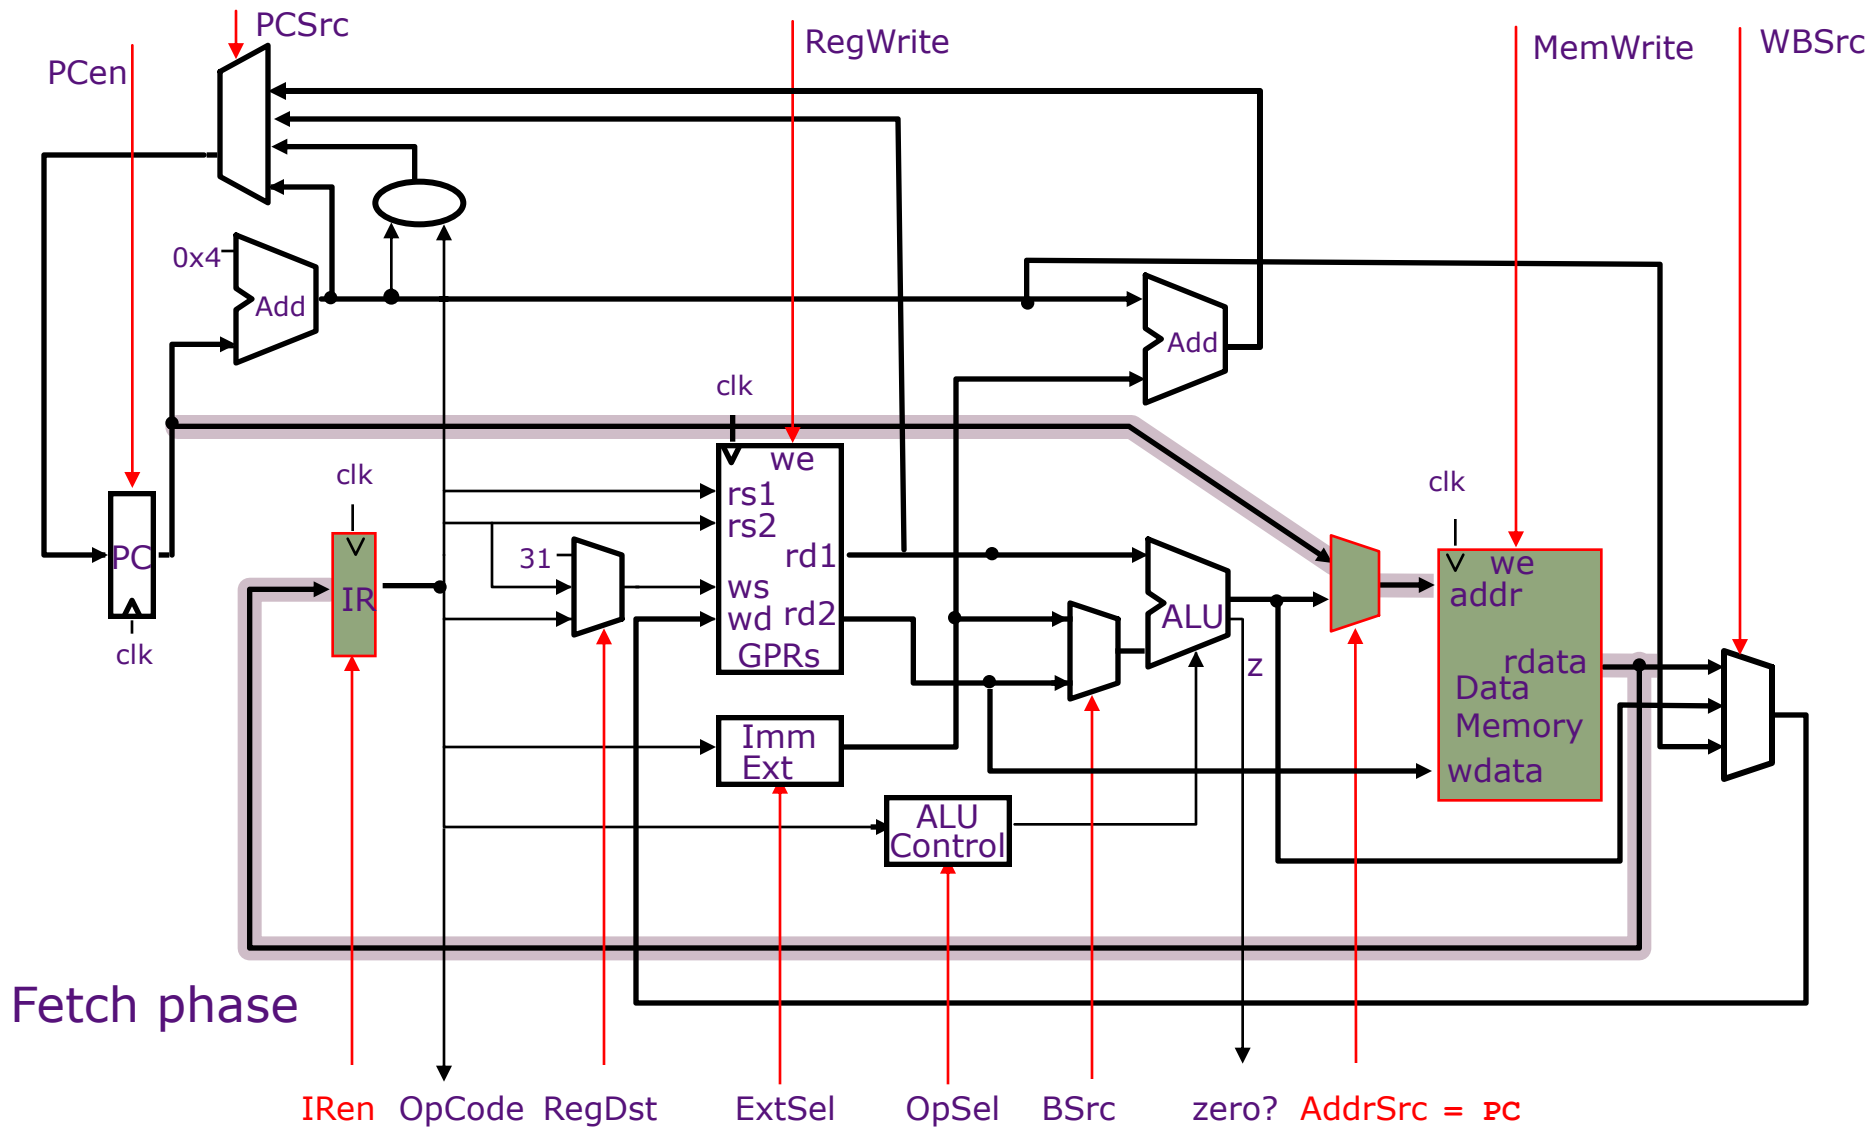 PCSrc
RegWrite
MemWrite
WBSrc
PCen
0x4
Add
Add
clk
we
clk
clk
rs1
rs2
31
rd1
we
addr
PC
IR
ws
wd
rd2
ALU
clk
GPRs
z
rdata
Data
Memory
Imm
Ext
wdata
ALU
Control
Fetch phase
IRen
OpCode
RegDst
ExtSel
OpSel
BSrc
zero?
AddrSrc = PC